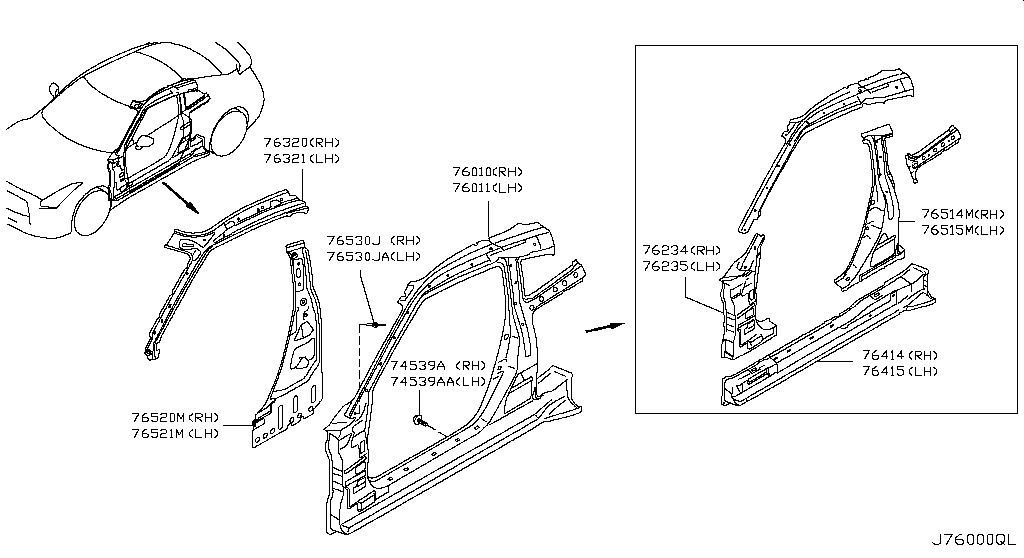 76320(RH)
76321(LH)
76010(RH)
76011(LH)
76530J (RH)
76530JA(LH)
76514M(RH)
76515M(LH)
76234(RH)
76235(LH)
76414(RH)
76415(LH)
74539A (RH)
74539AA(LH)
76520M(RH)
76521M(LH)
J76000QL